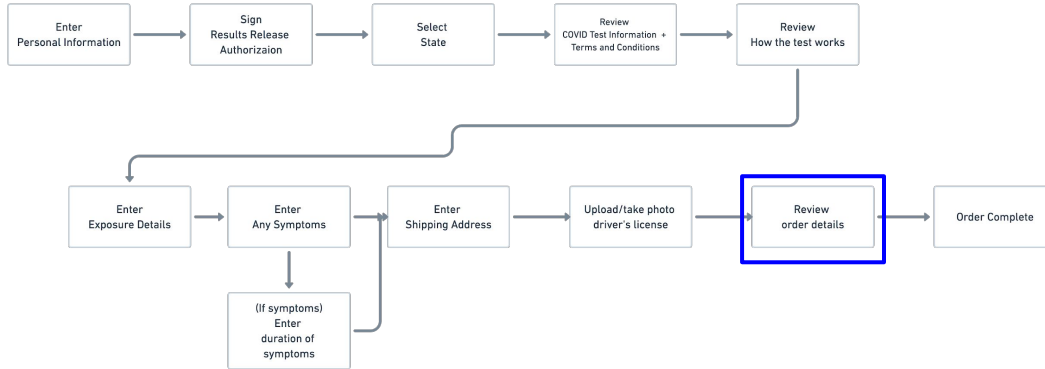 Enter
Personal Information
Sign
Results Release
Authorizaion
Select
State
Review
COVID Test Information +
Terms and Conditions
Review
How the test works
Enter
Exposure Details
Enter
Any Symptoms
Enter
Shipping Address
Upload/take photo
driver's license
Review
order details
Order Complete
(If symptoms)
Enter
duration of
symptoms